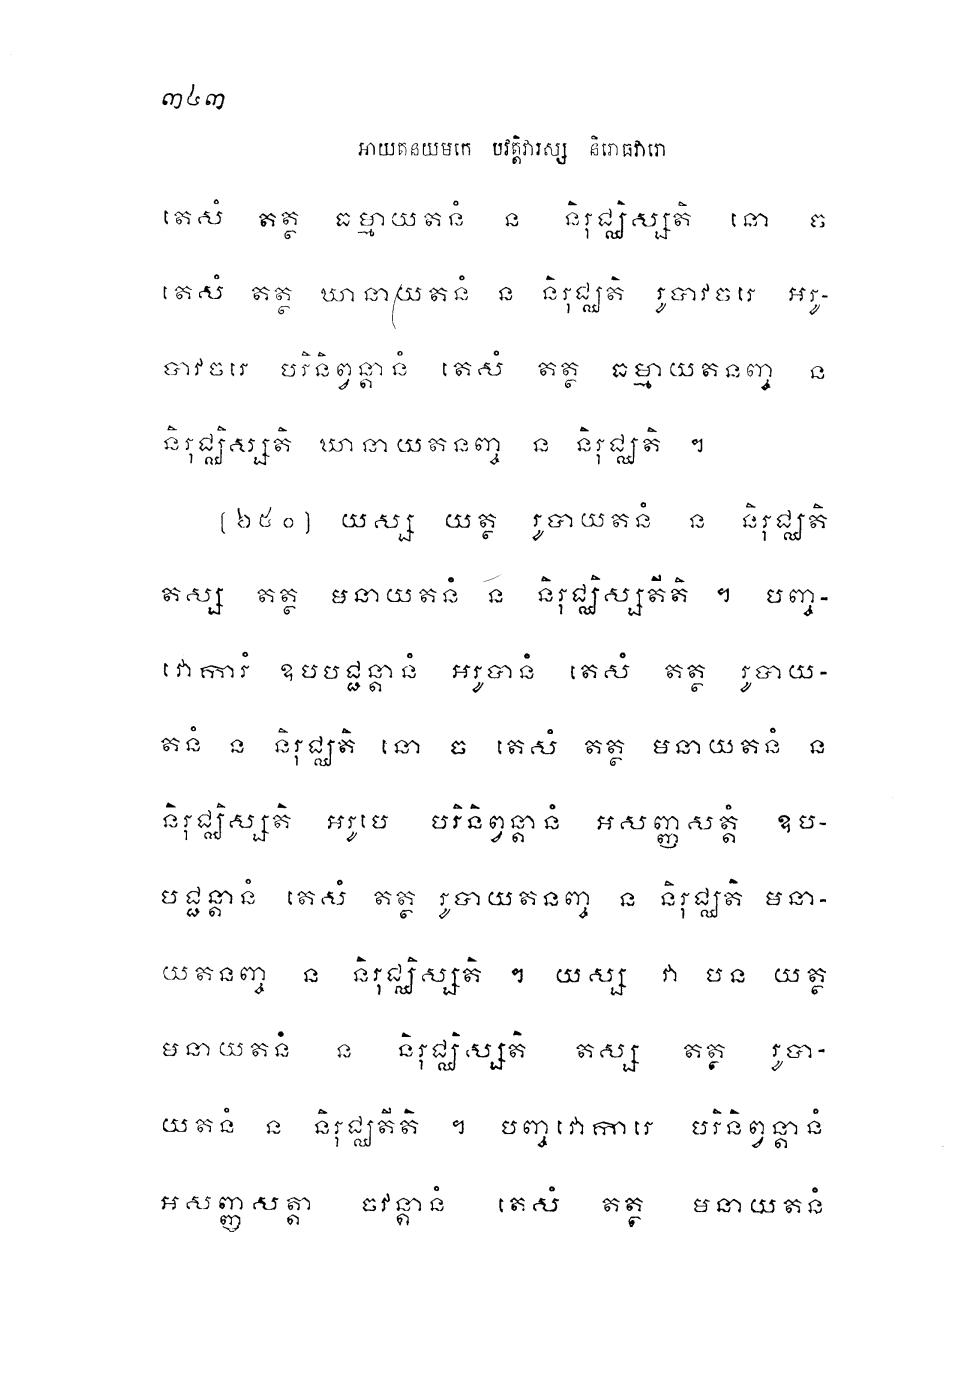 ៣៤៣
អាយតនយមកេ បវត្តិវារស្ស និរោធវារោ
តេសំ តត្ថ ធម្មាយតនំ ន និរុជ្ឈិស្សតិ នោ ច
តេសំ តត្ថ ឃានាយតនំ ន និរុជ្ឈតិ រូបាវចរេ អរូ-
បាវចរេ បរិនិព្វន្តានំ តេសំ តត្ថ ធម្មាយតនញ្ច ន
និរុជ្ឈិស្សតិ ឃានាយតនញ្ច ន និរុជ្ឈតិ ។
(៦៥០) យស្ស យត្ថ រូបាយតនំ ន និរុជ្ឈតិ
តស្ស តត្ថ មនាយតនំ ន និរុជ្ឈិស្សតីតិ ។ បញ្ច-
វោការំ ឧបបជ្ជន្តានំ អរូបានំ តេសំ តត្ថ រូបាយ-
តនំ ន និរុជ្ឈតិ នោ ច តេសំ តត្ថ មនាយតនំ ន
និរុជ្ឈិស្សតិ អរូបេ បរិនិព្វន្តានំ អសញ្ញសត្តំ ឧប-
បជ្ជន្តានំ តេសំ តត្ថ រូបាយតនញ្ច ន និរុជ្ឈតិ មនា-
យតនញ្ច ន និរុជ្ឈិស្សតិ ។ យស្ស វា បន យត្ថ
មនាយតនំ ន និរុជ្ឈិស្សតិ តស្ស តត្ថ រូបា-
យតនំ ន និរុជ្ឈតីតិ ។ បញ្ចវោការេ បរិនិព្វន្តានំ
អសញ្ញសត្តា ចវន្តានំ តេសំ តត្ថ មនាយតនំ